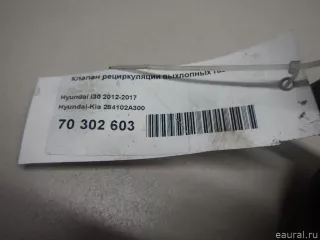 Клапан рециркуляции выхлопных
Hyundai i30 2012-2017
Hyundai-Kia 284102A300
70 302 603
eaural.ru